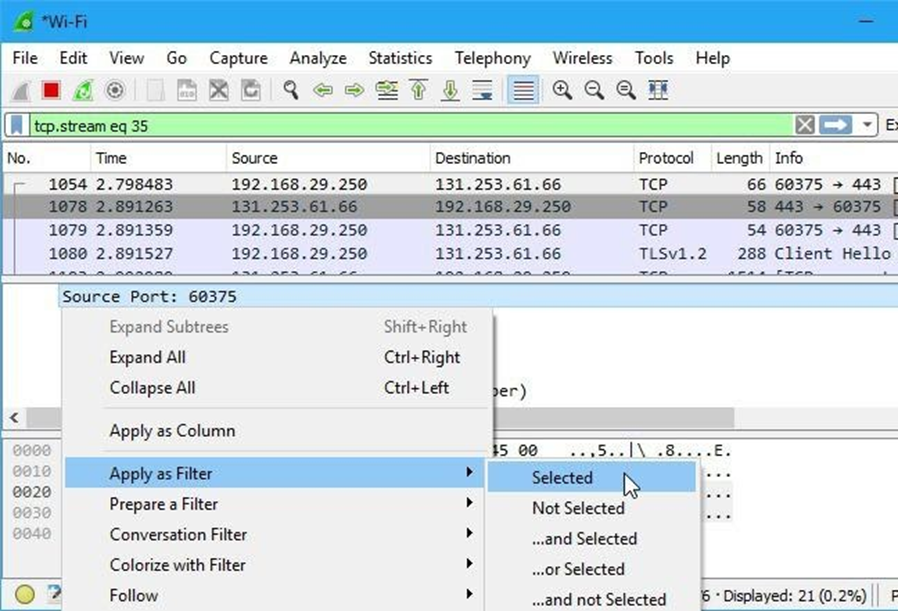 *Wi-Fi
File Edit View Go Capture Analyze Statistics Telephony Wireless Tools Help
tcp.stream eq 35
No. Time Source Destination Protocol Length Info
1054 2.798483 192.168.29.250 131.253.61.66 TCP 66 60375 → 443 [
1078 2.891263 131.253.61.66 192.168.29.250 TCP 58 443 → 60375 [
1079 2.891359 192.168.29.250 131.253.61.66 TCP 54 60375 → 443 [
1080 2.891527 192.168.29.250 131.253.61.66 TLSv1.2 288 Client Hello
Source Port: 60375
Expand Subtrees Shift+Right
Expand All Ctrl+Right
Collapse All Ctrl+Left
Apply as Column
0000 45 00 ..,5..|\ .8....E.
0010
Apply as Filter Selected
0020
Prepare a Filter Not Selected
0030
Conversation Filter ...and Selected
0040
Colorize with Filter ...or Selected
Follow ...and not Selected
Displayed: 21 (0.2%)